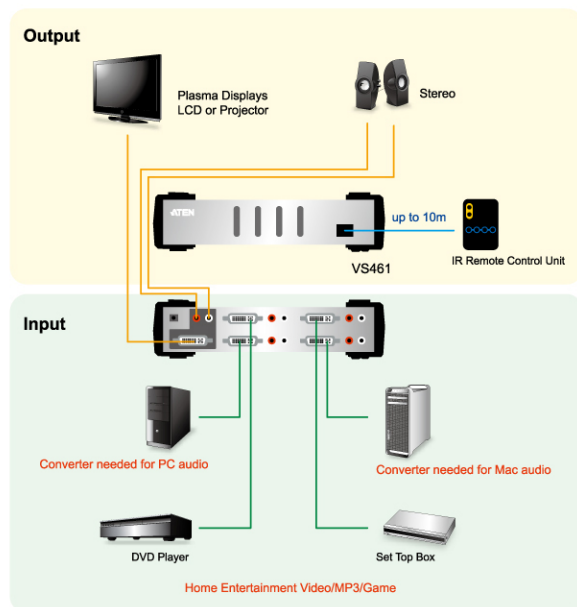 Output
Plasma Displays
LCD or Projector
Stereo
ATEN
up to 10m
VS461
IR Remote Control Unit
Input
Converter needed for PC audio
Converter needed for Mac audio
DVD Player
Set Top Box
Home Entertainment Video/MP3/Game